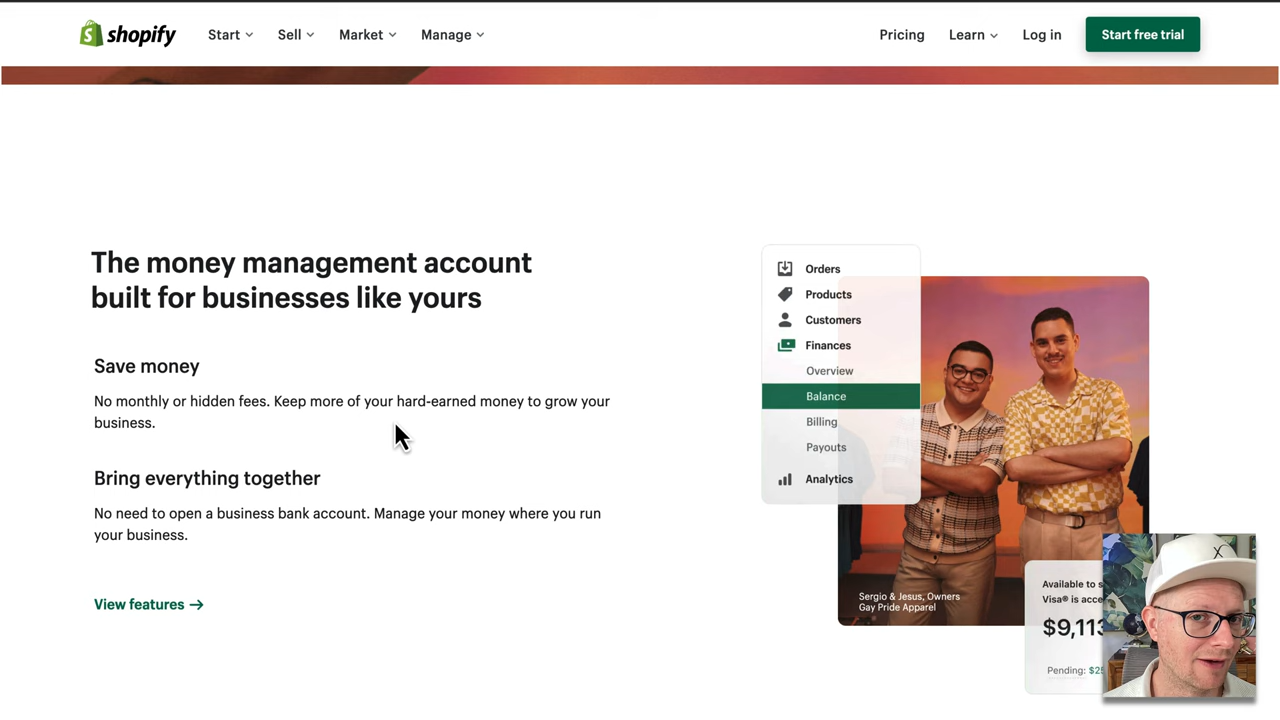 shopify Start Sell Market Manage Pricing Learn Log in Start free trial
The money management account
built for businesses like yours
Save money
No monthly or hidden fees. Keep more of your hard-earned money to grow your
business.
Bring everything together
No need to open a business bank account. Manage your money where you run
your business.
View features →
Orders
Products
Customers
Finances
Overview
Balance
Billing
Payouts
Analytics
Sergio & Jesus, Owners
Gay Pride Apparel
Available to
Visa® is
$9,113
Pending: